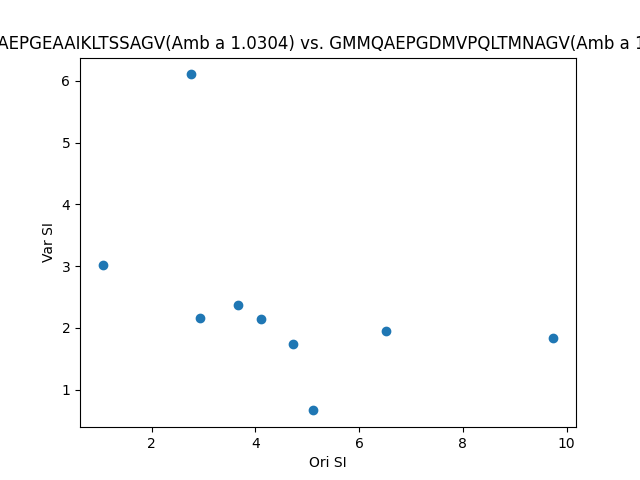 AEPGEAAIKLTSSAGV(Amb a 1.0304) vs. GMMQAEPGDMVPQLTMNAGV(Amb a 1
6
5
4
3
2
1
Var SI
2 4 6 8 10
Ori SI